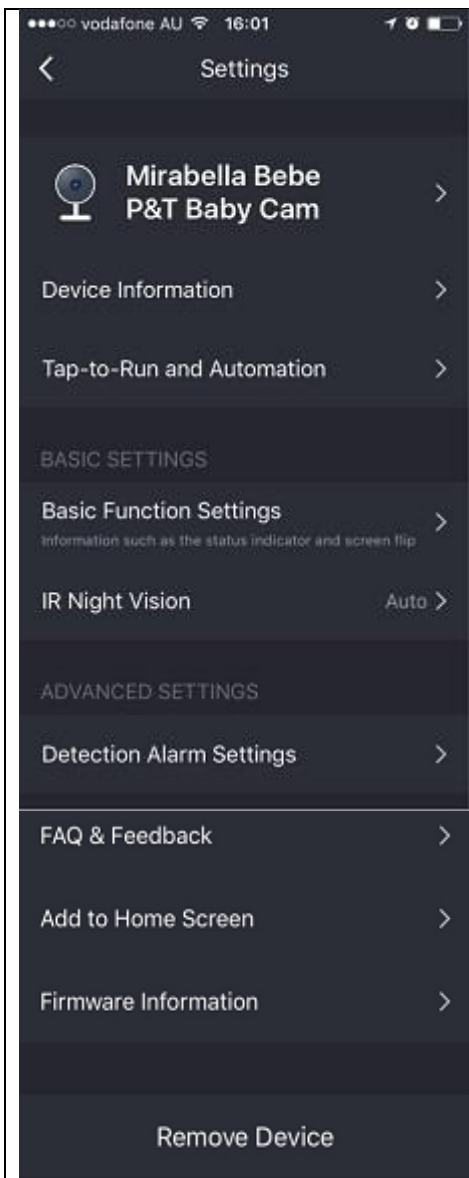 vodafone AU 16:01
Settings
Mirabella Bebe
P&T Baby Cam
Device Information
Tap-to-Run and Automation
BASIC SETTINGS
Basic Function Settings
Information such as the status indicator and screen flip
IR Night Vision Auto
ADVANCED SETTINGS
Detection Alarm Settings
FAQ & Feedback
Add to Home Screen
Firmware Information
Remove Device